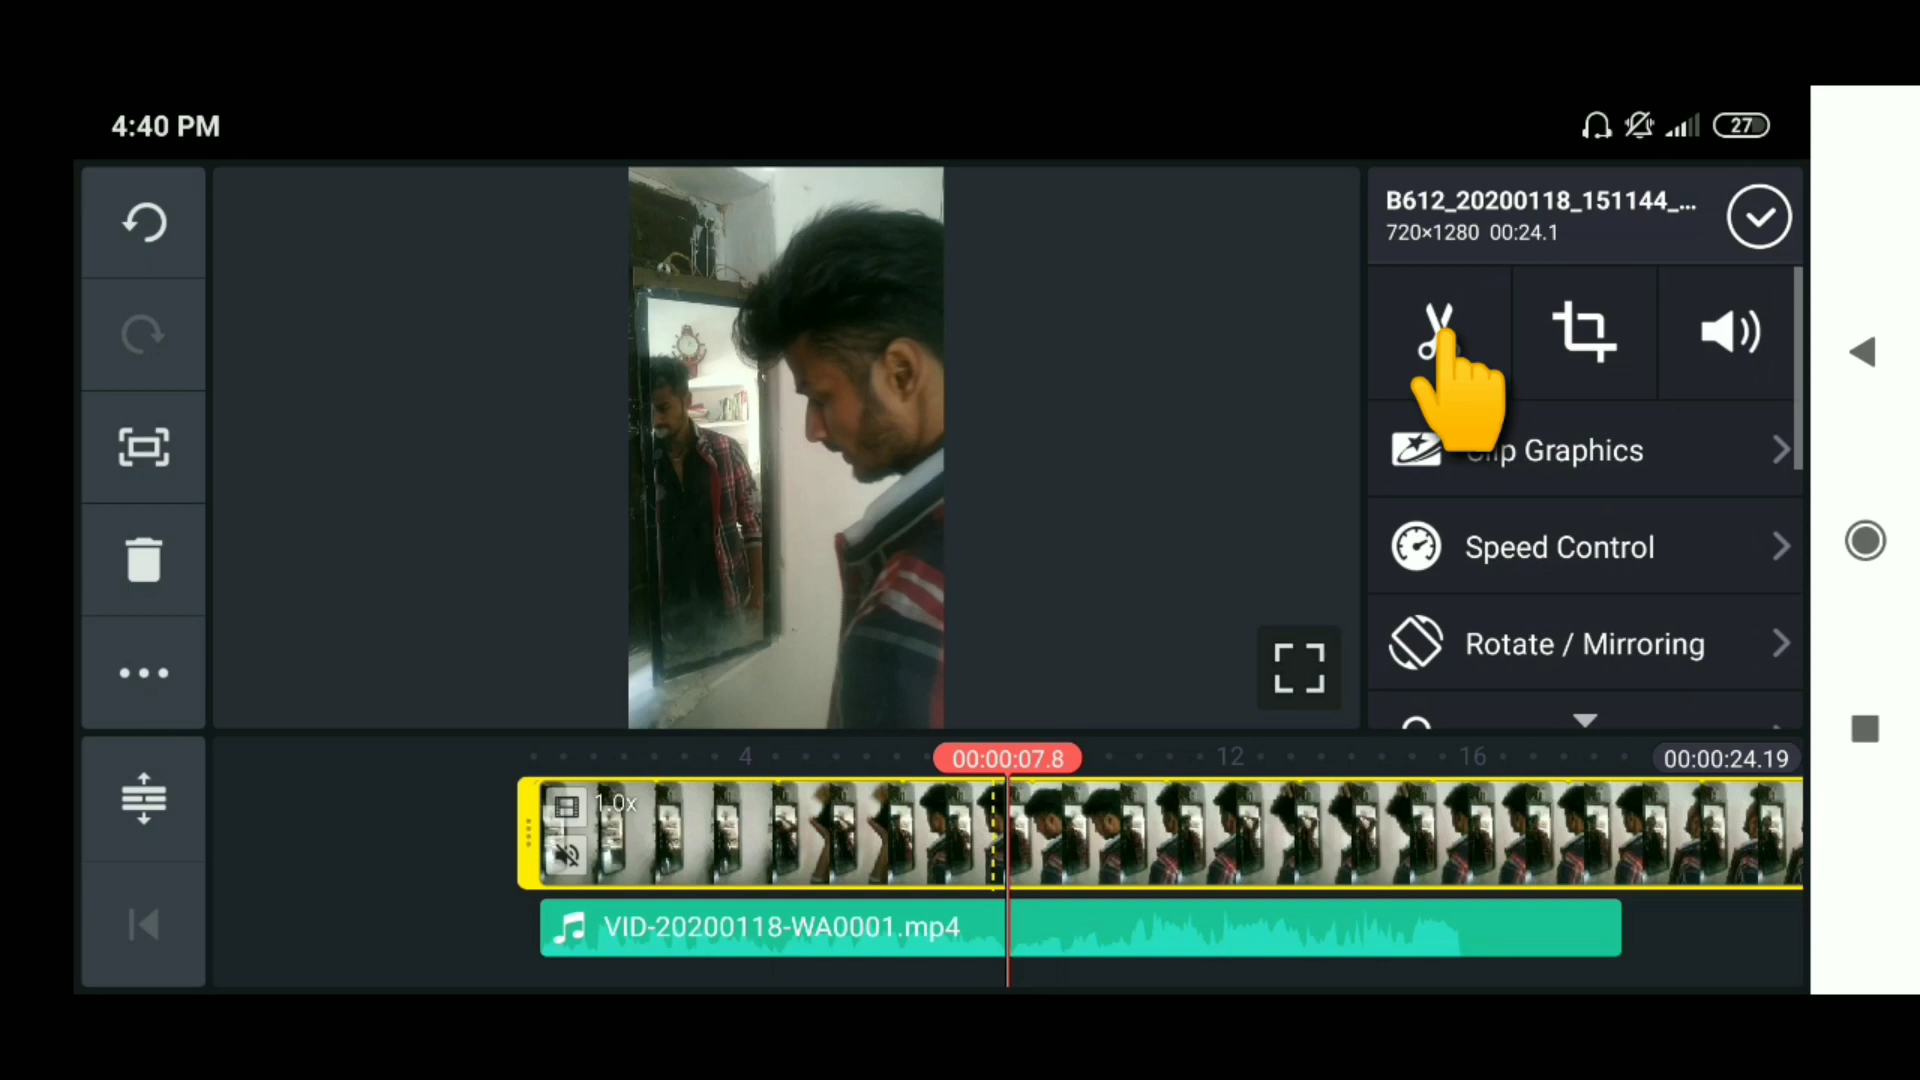 4:40 PM
27
B612_20200118_151144_...
720×1280 00:24.1
Graphics
Speed Control
Rotate / Mirroring
4
00:00:07.8
12
16
00:00:24.19
1.0x
VID-20200118-WA0001.mp4